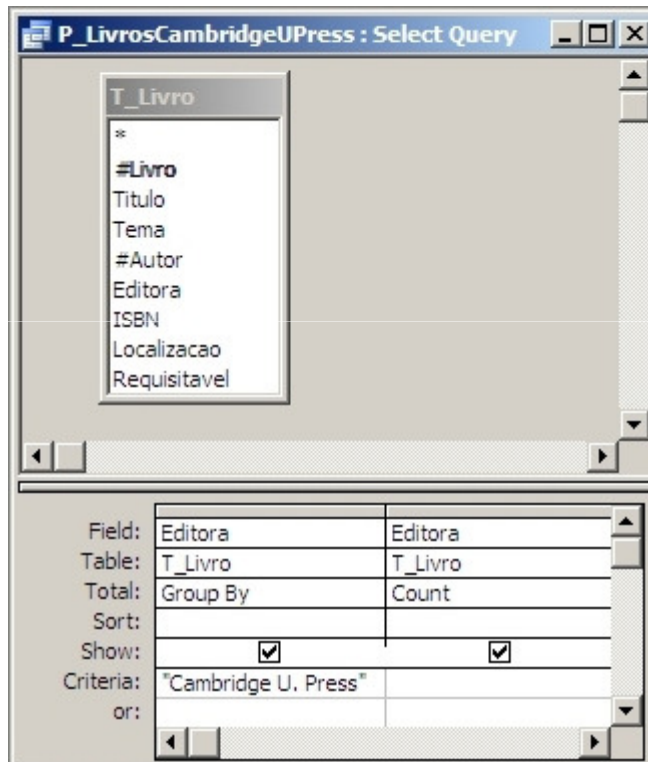 P_LivrosCambridgeUPress : Select Query
T_Livro
*
#Livro
Titulo
Tema
#Autor
Editora
ISBN
Localizacao
Requisitavel
Field: Editora Editora
Table: T_Livro T_Livro
Total: Group By Count
Sort:
Show:
Criteria: "Cambridge U. Press"
or: